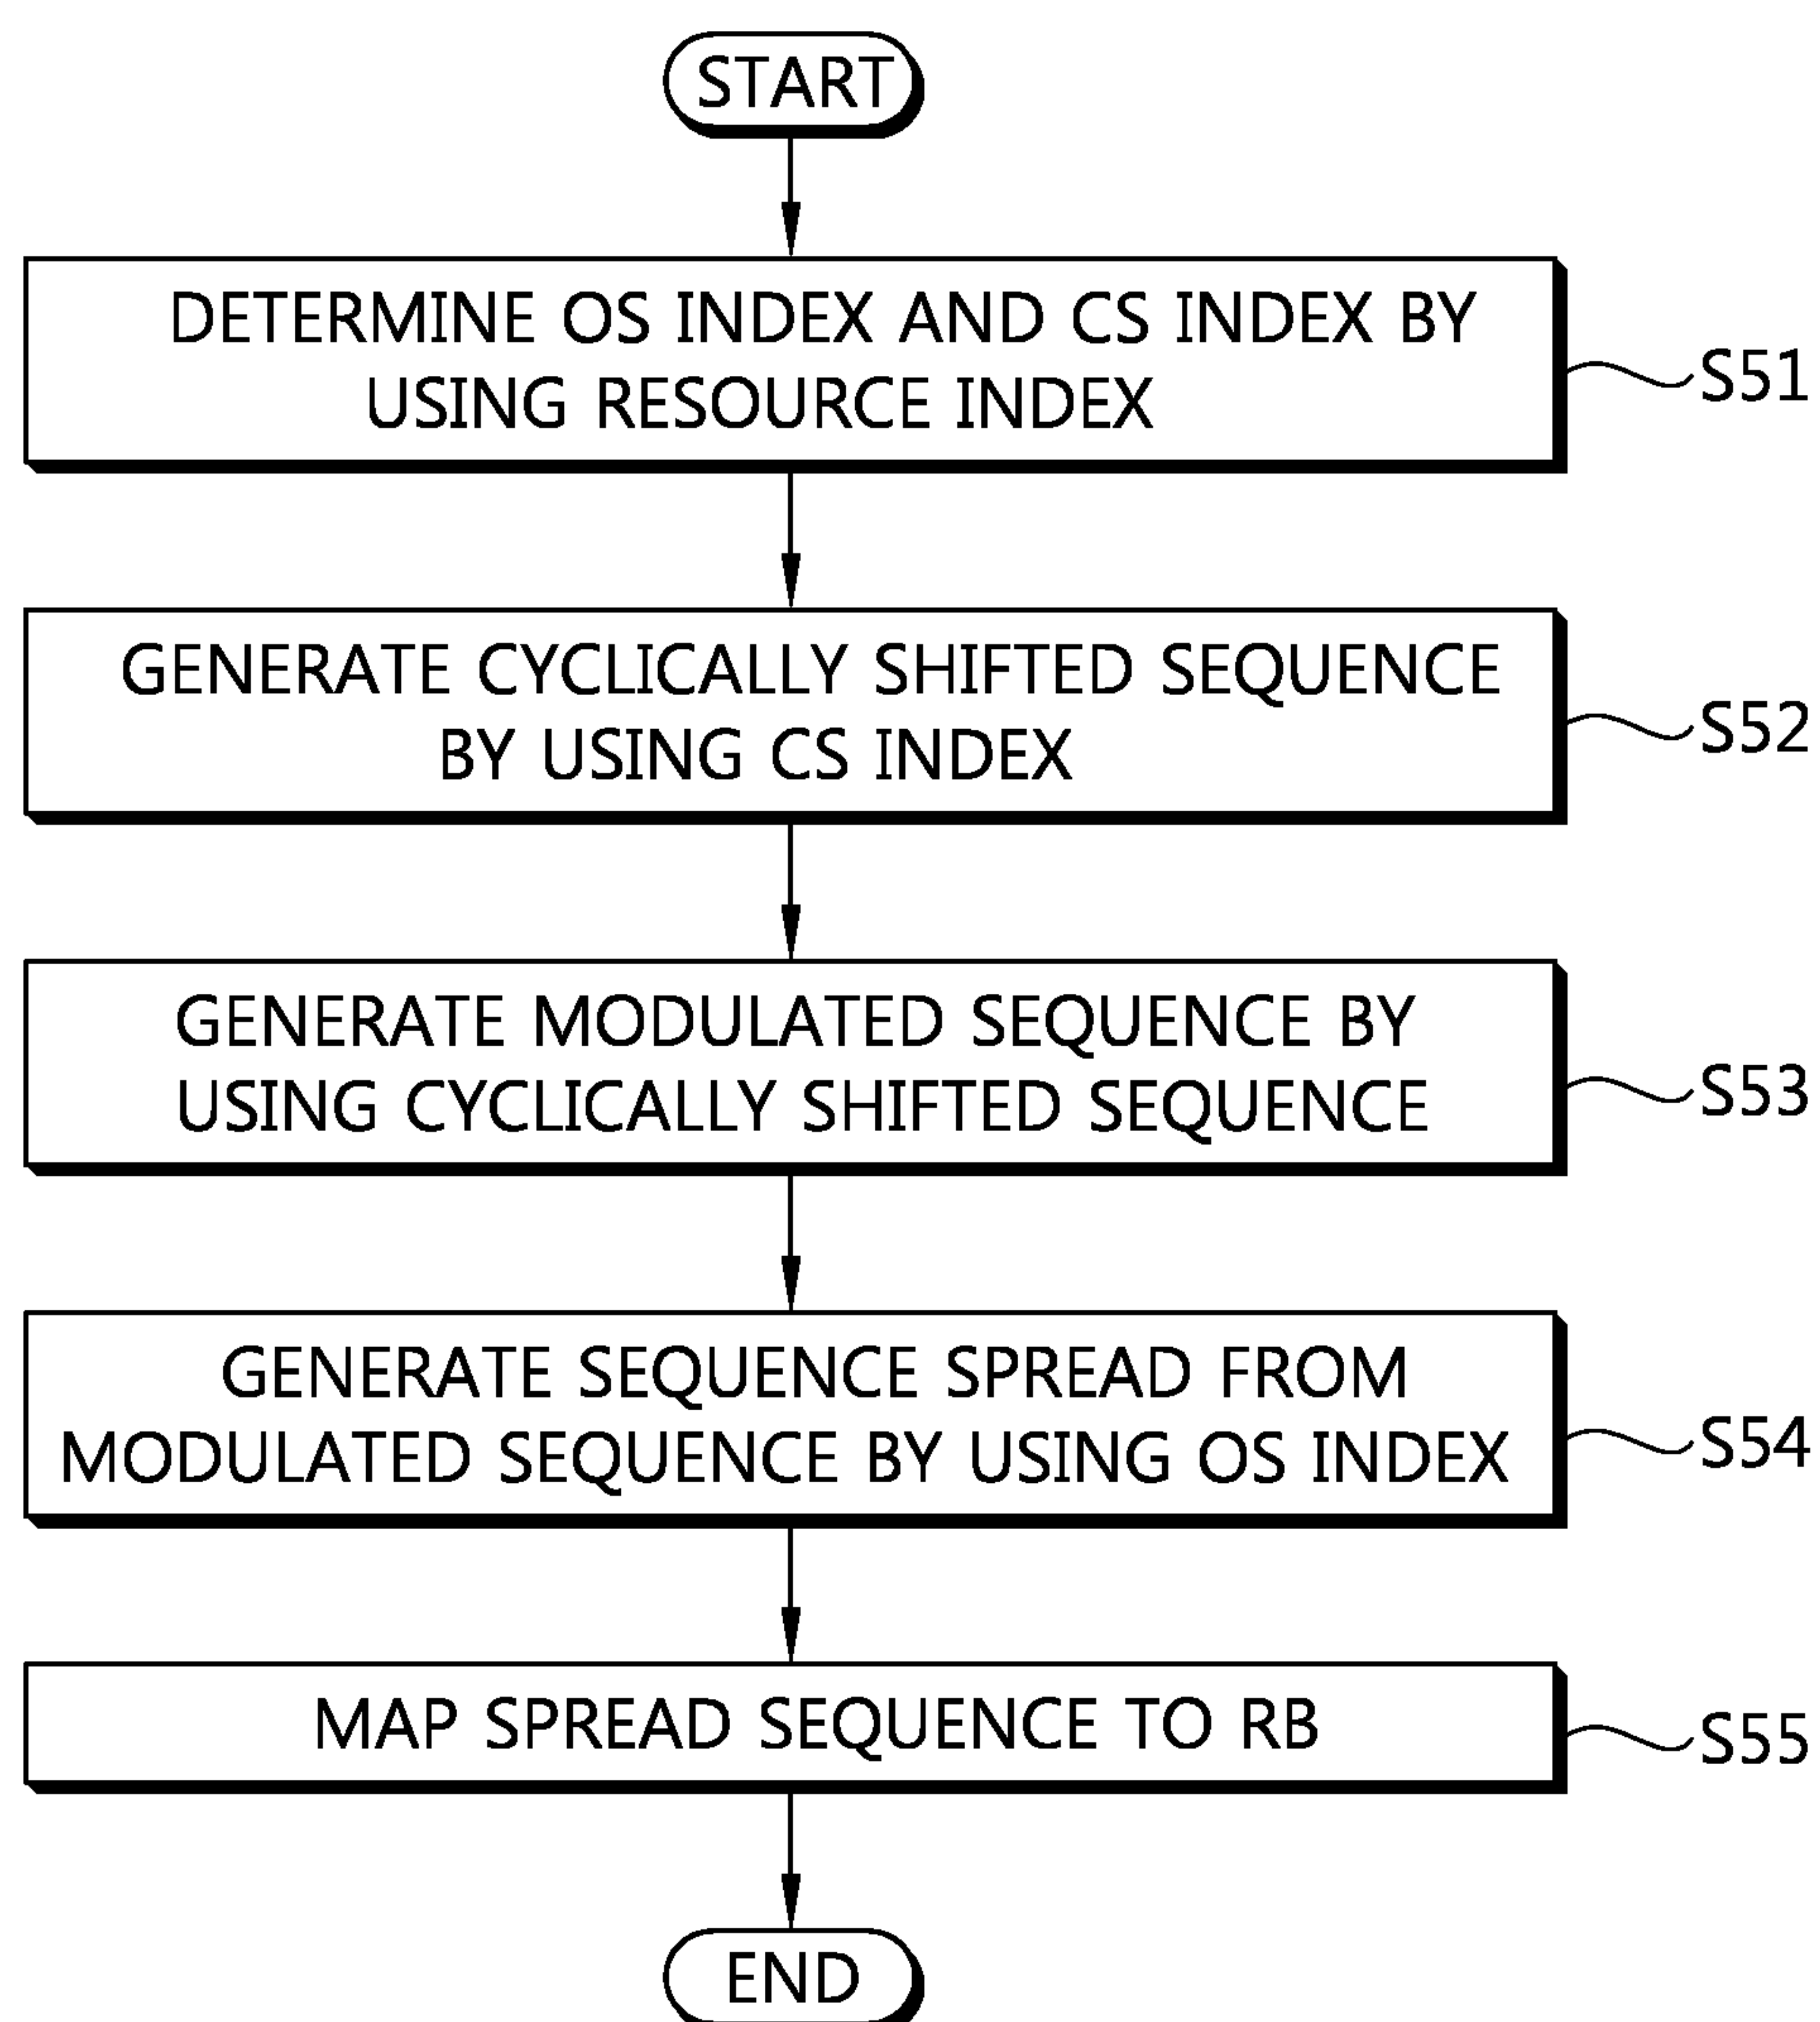 START
DETERMINE OS INDEX AND CS INDEX BY
USING RESOURCE INDEX
S51
GENERATE CYCLICALLY SHIFTED SEQUENCE
BY USING CS INDEX
S52
GENERATE MODULATED SEQUENCE BY
USING CYCLICALLY SHIFTED SEQUENCE
S53
GENERATE SEQUENCE SPREAD FROM
MODULATED SEQUENCE BY USING OS INDEX
S54
MAP SPREAD SEQUENCE TO RB
S55
END